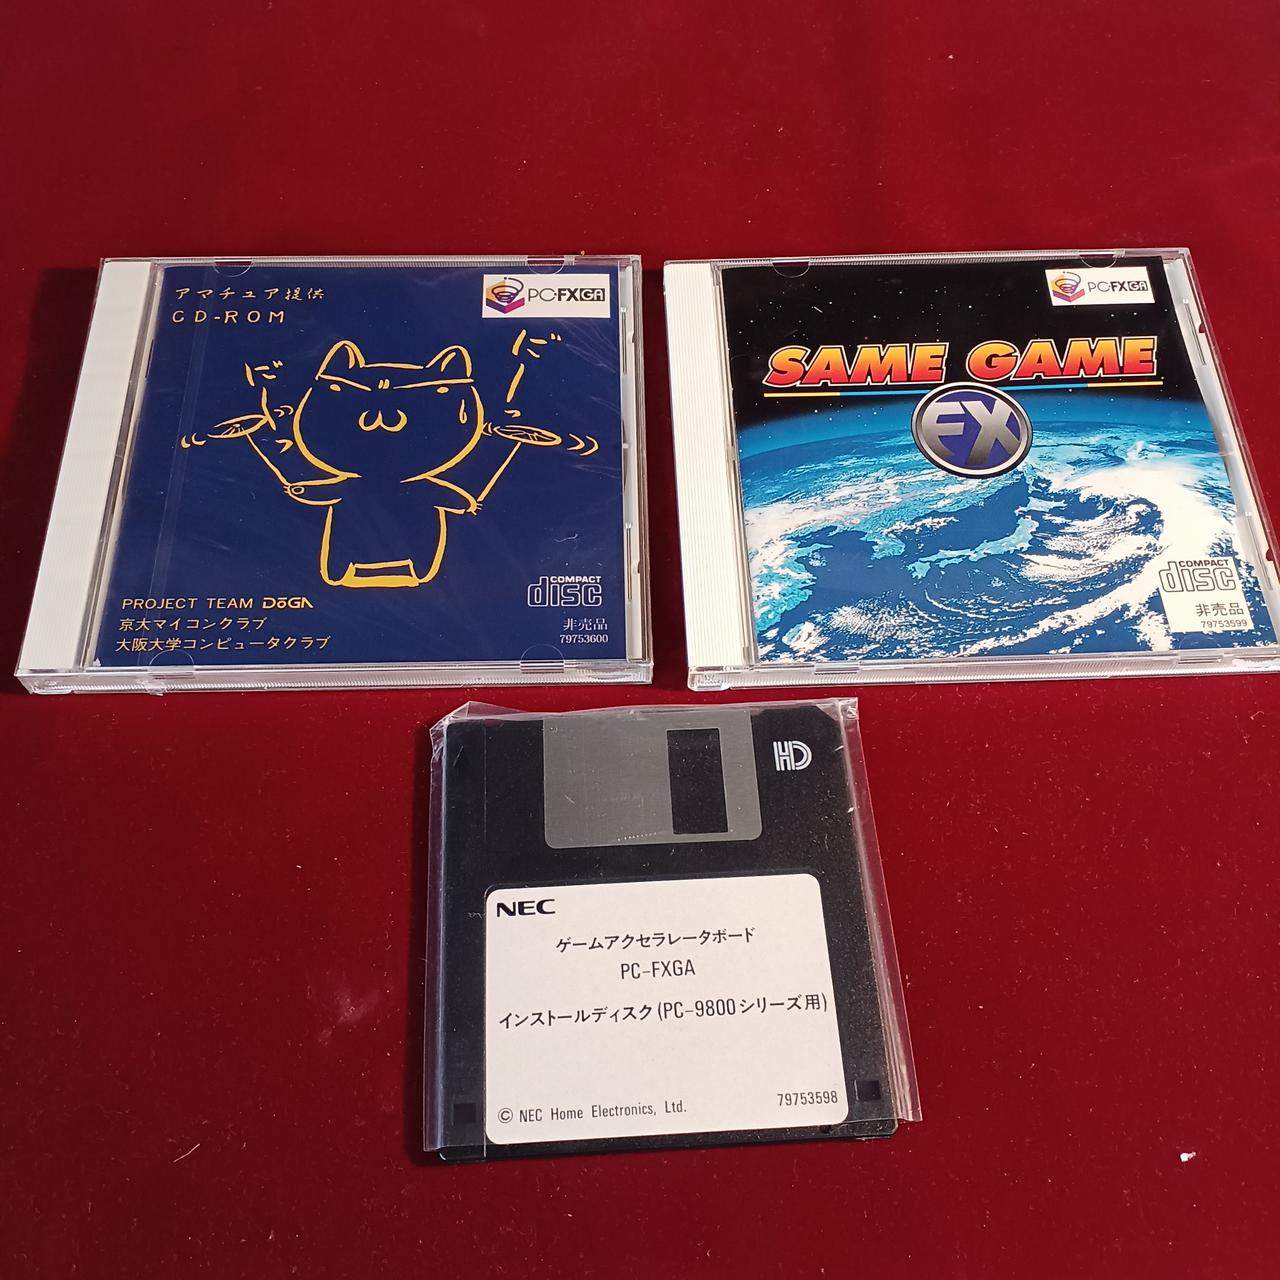 アマチュア提供
CD-ROM
PC-FXGA
だーっ
だーっ
PROJECT TEAM DōGA
京大マイコンクラブ
大阪大学コンピュータクラブ
COMPACT
disc
非売品
79753600
PC-FXGA
SAME GAME
FX
COMPACT
disc
非売品
79753599
HD
NEC
ゲームアクセラレータボード
PC-FXGA
インストールディスク(PC-9800シリーズ用)
© NEC Home Electronics, Ltd.
79753598